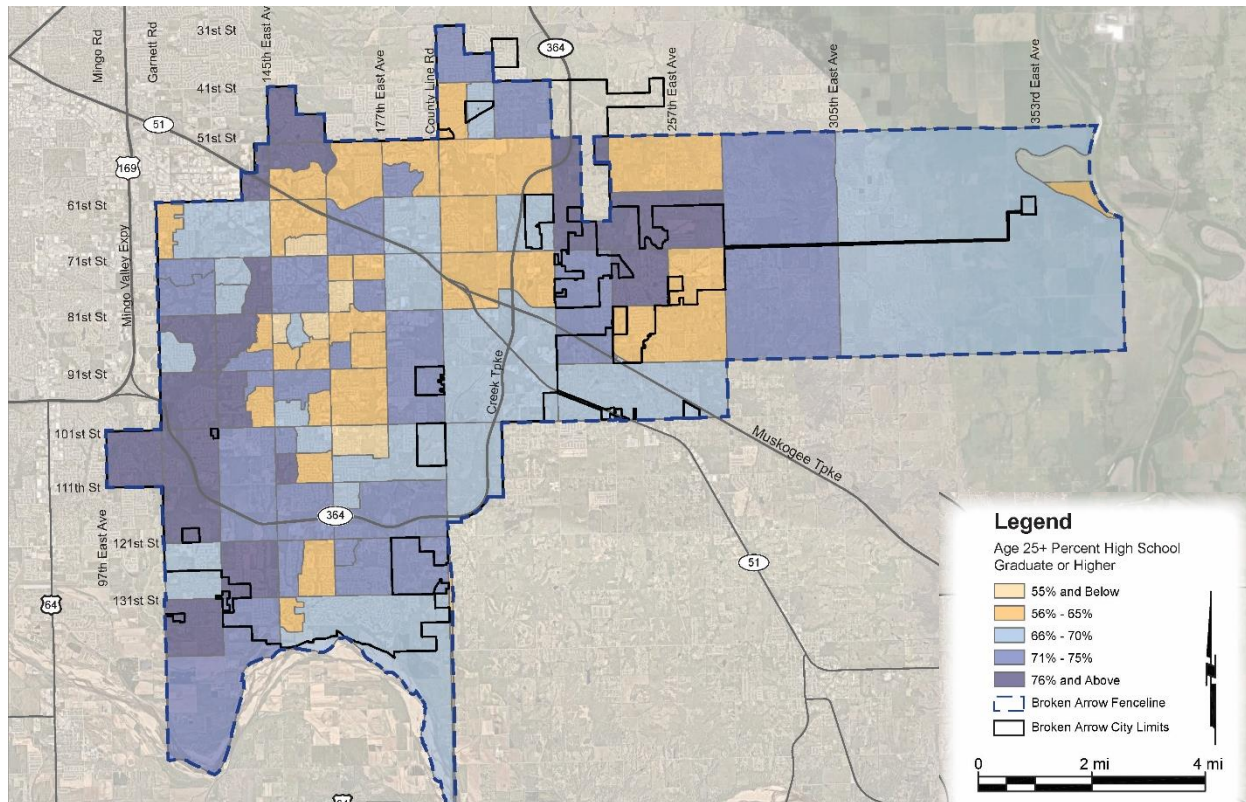 31st St
41st St
51st St
61st St
71st St
81st St
91st St
101st St
111th St
121st St
131st St
Mingo Rd
Garnett Rd
145th East Ave
177th East Ave
County Line Rd
257th East Ave
305th East Ave
353rd East Ave
Mingo Valley Expy
97th East Ave
Creek Tpke
Muskogee Tpke
51
169
364
364
51
64
64
Legend
Age 25+ Percent High School
Graduate or Higher
55% and Below
56% - 65%
66% - 70%
71% - 75%
76% and Above
Broken Arrow Fenceline
Broken Arrow City Limits
0 2 mi 4 mi